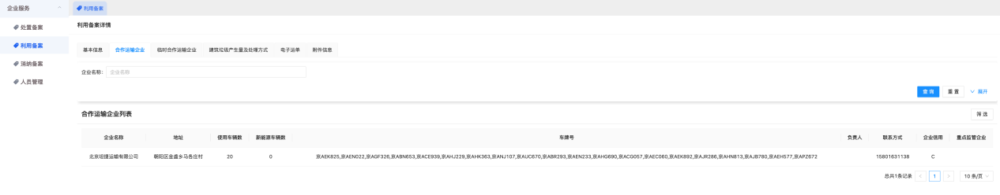 企业服务
利用备案
处置备案
利用备案
消纳备案
人员管理
利用备案详情
基本信息 合作运输企业 临时合作运输企业 建筑垃圾产生量及处理方式 电子运单 附件信息
企业名称: 企业名称
查 询 重 置 展开
合作运输企业列表
筛 选
企业名称 地址 使用车辆数 新能源车辆数 车牌号 负责人 联系方式 企业信用 重点监管企业
北京坦捷运输有限公司 朝阳区金盏乡马各庄村 20 0 京AEK825,京AEN022,京AGF326,京ABN653,京ACE939,京AHJ229,京AHK363,京ANJ107,京AUC670,京ABR293,京AEN233,京AHG690,京ACG057,京AEC060,京AEK892,京AJR286,京AHN813,京AJB780,京AEH577,京APZ672 15801631138 C
总共1条记录 1 10 条/页